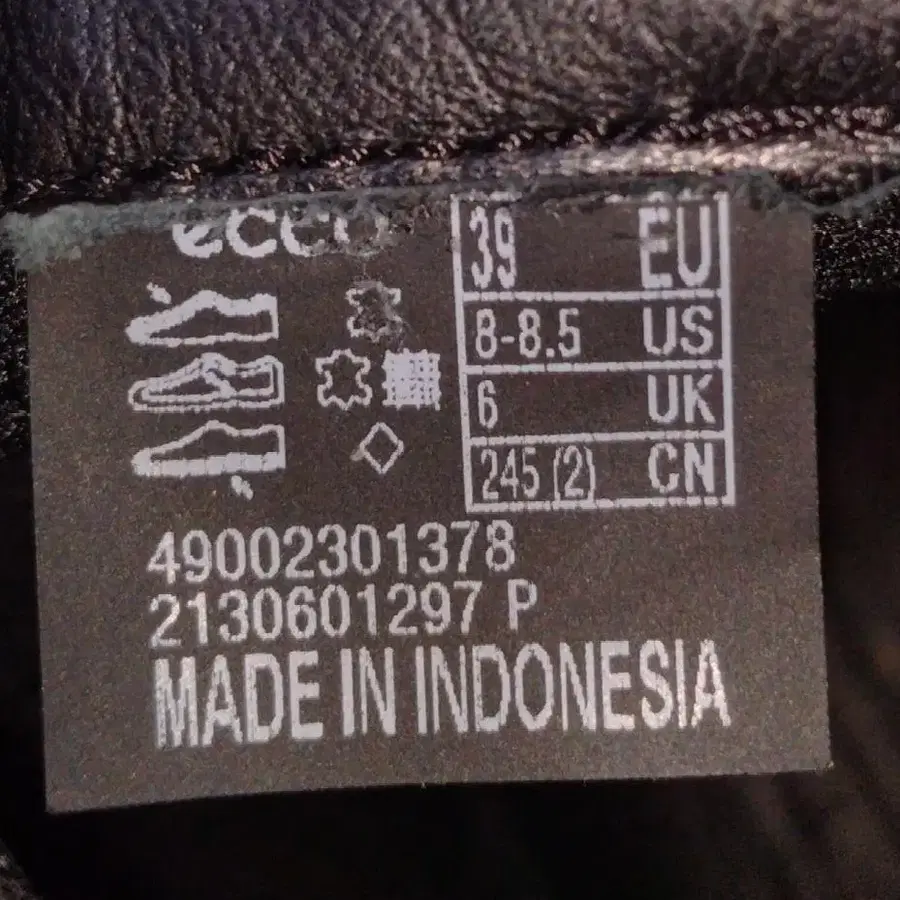 ecco
39 EU
8-8.5 US
6 UK
245 (2) CN
49002301378
2130601297 P
MADE IN INDONESIA